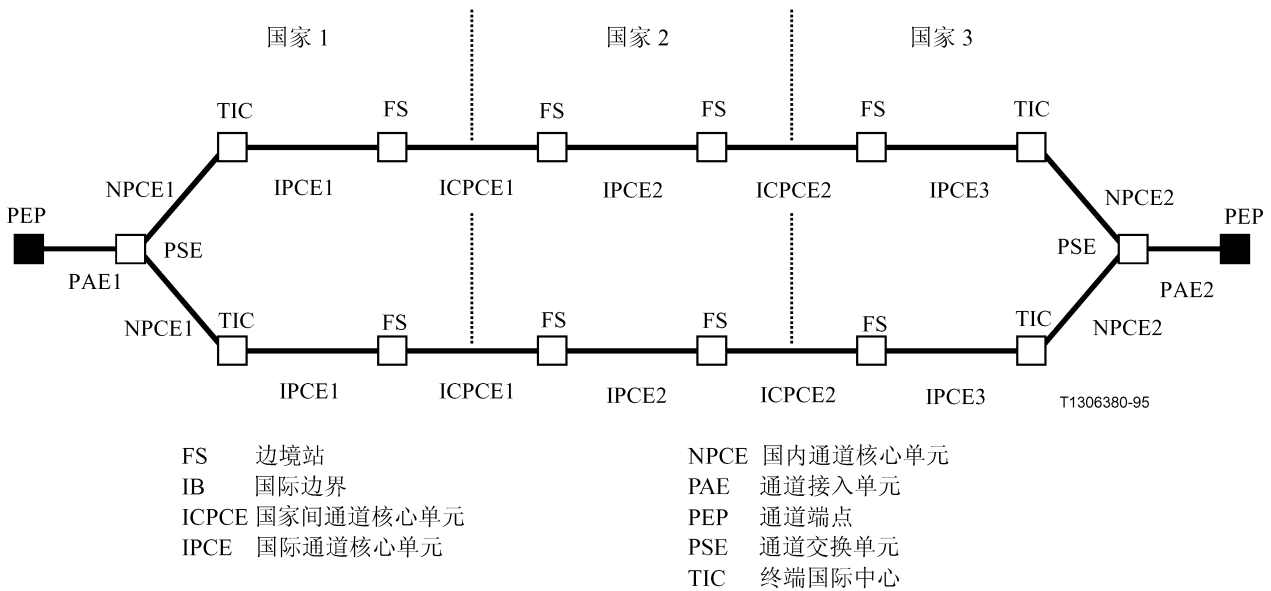 国家 1 国家 2 国家 3
TIC FS FS FS FS TIC
NPCE1 IPCE1 ICPCE1 IPCE2 ICPCE2 IPCE3 NPCE2
PEP PSE PSE PEP
PAE1 PAE2
NPCE1 TIC FS FS FS FS TIC NPCE2
IPCE1 ICPCE1 IPCE2 ICPCE2 IPCE3
T1306380-95
FS 边境站
IB 国际边界
ICPCE 国家间通道核心单元
IPCE 国际通道核心单元
NPCE 国内通道核心单元
PAE 通道接入单元
PEP 通道端点
PSE 通道交换单元
TIC 终端国际中心